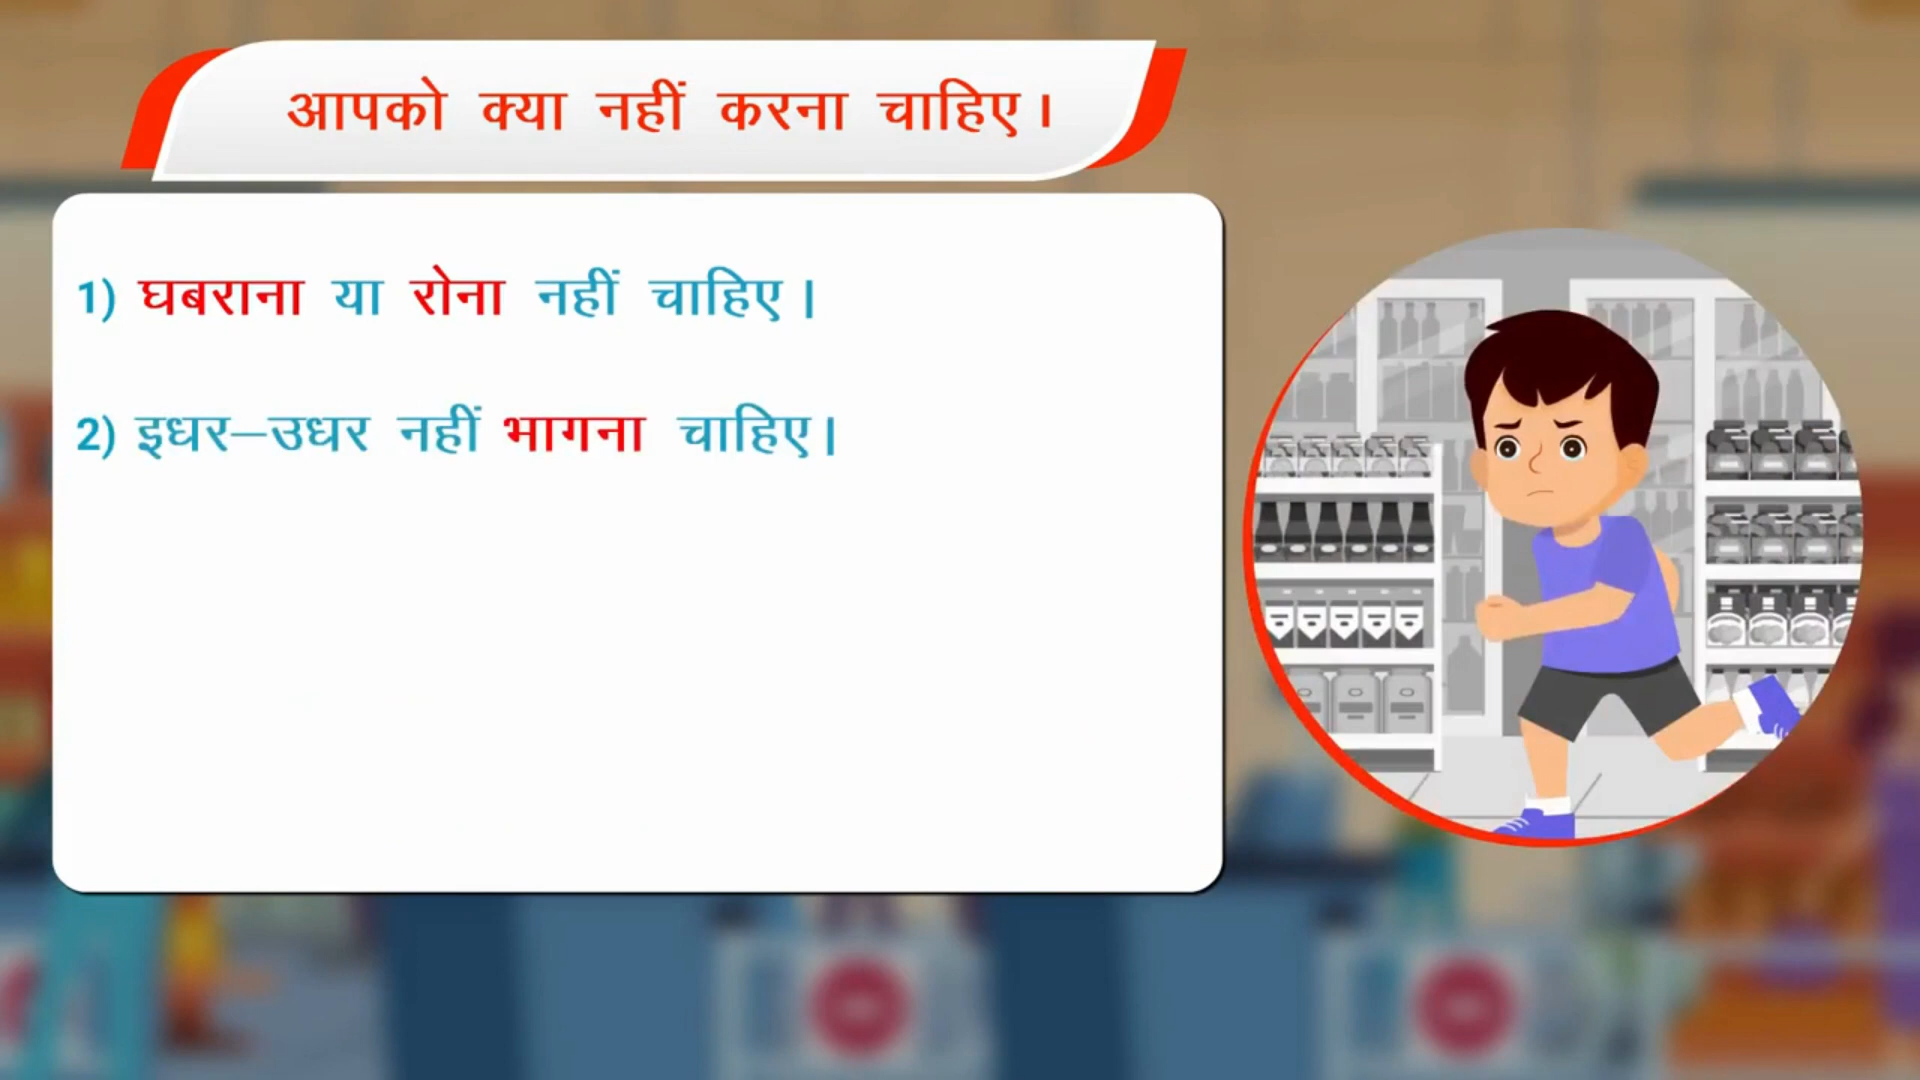 आपको क्या नहीं करना चाहिए।
1) घबराना या रोना नहीं चाहिए।
2) इधर–उधर नहीं भागना चाहिए।